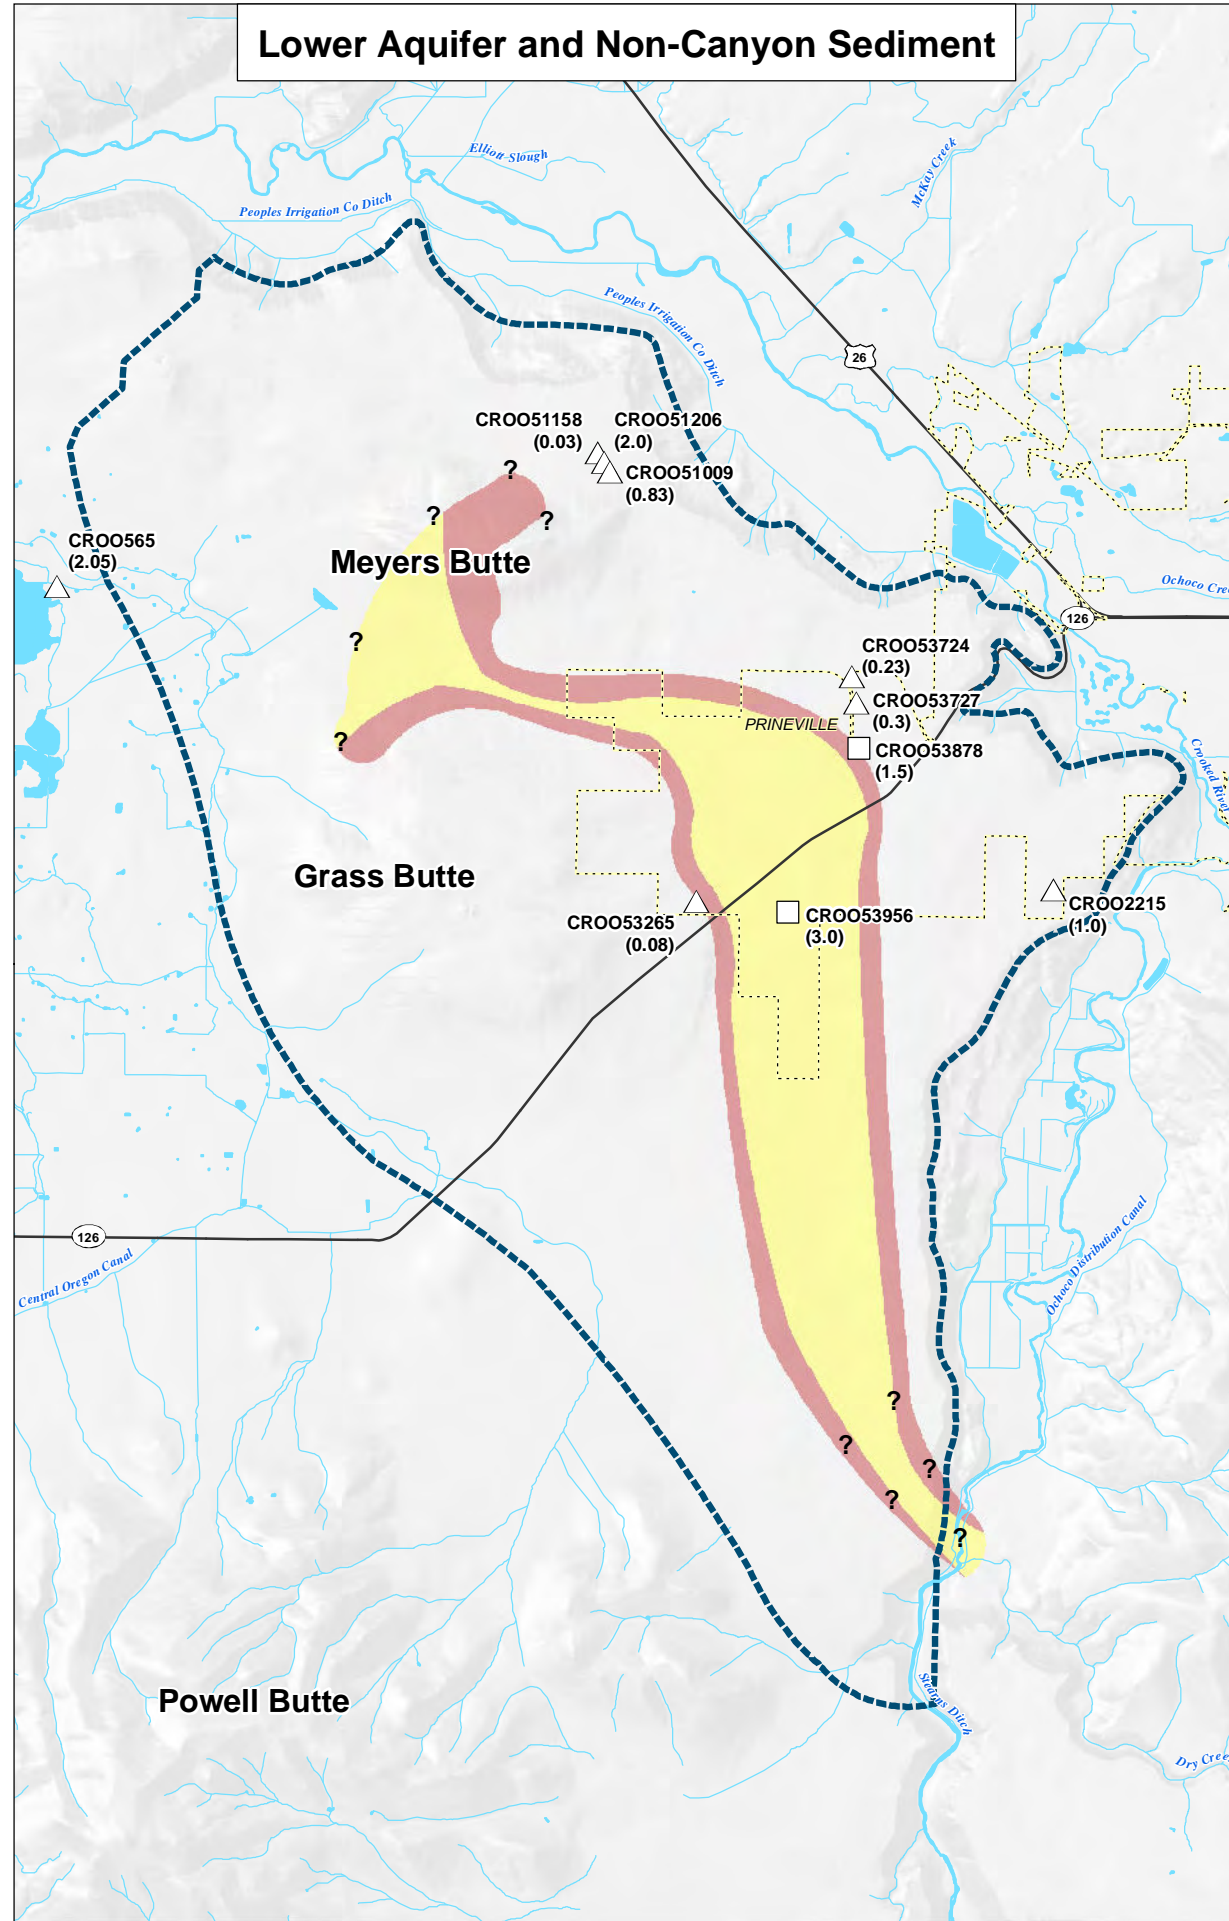 Lower Aquifer and Non-Canyon Sediment
McKay Creek
Elliott Slough
Peoples Irrigation Co Ditch
Peoples Irrigation Co Ditch
26
CROO51158
(0.03)
CROO51206
(2.0)
CROO51009
(0.83)
?
?
?
CROO565
(2.05)
Meyers Butte
Ochoco Cree
126
?
CROO53724
(0.23)
CROO53727
(0.3)
PRINEVILLE
?
CROO53878
(1.5)
Crooked River
Grass Butte
CROO2215
(1.0)
CROO53265
(0.08)
CROO53956
(3.0)
126
Central Oregon Canal
Ochoco Distribution Canal
?
?
?
?
?
Powell Butte
Stearns Ditch
Dry Creek